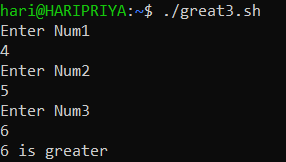 hari@HARIPRIYA:~$ ./great3.sh
Enter Num1
4
Enter Num2
5
Enter Num3
6
6 is greater